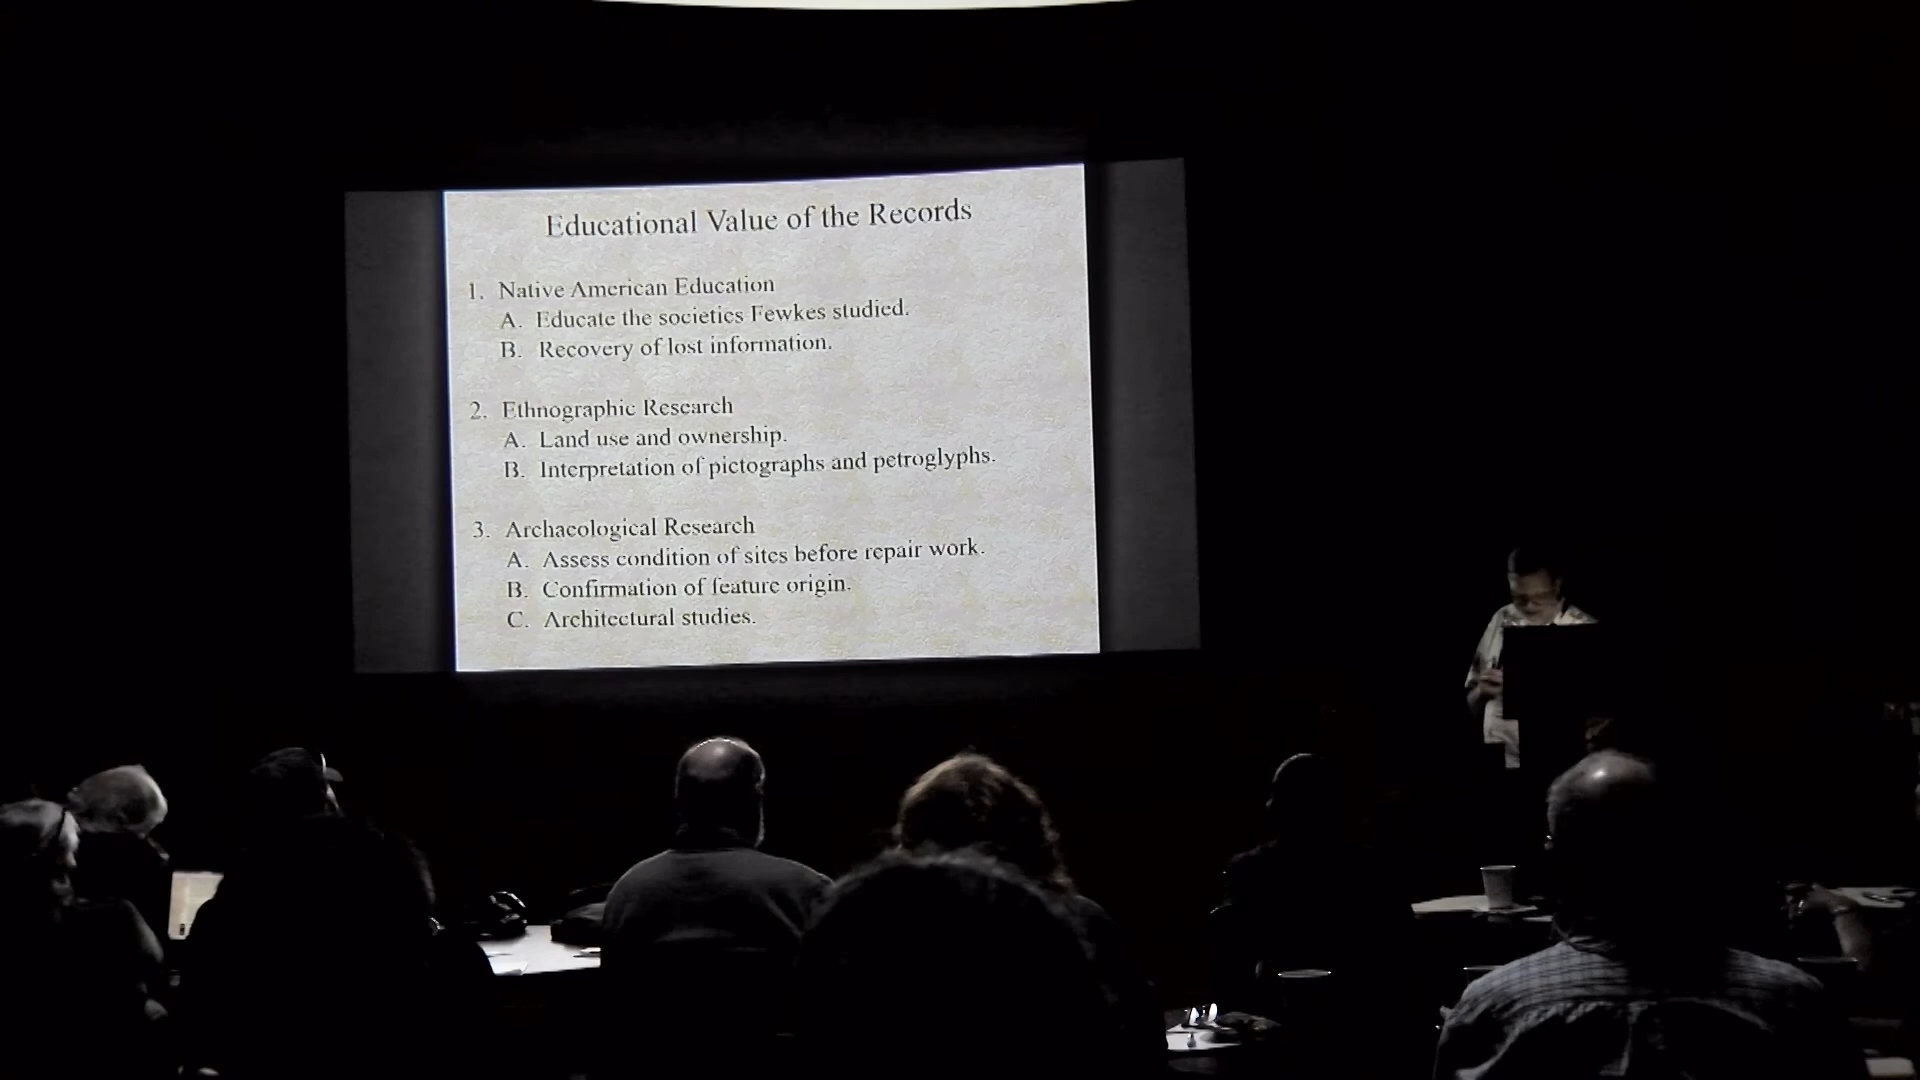 Educational Value of the Records
1. Native American Education
A. Educate the societies Fewkes studied.
B. Recovery of lost information.
2. Ethnographic Research
A. Land use and ownership.
B. Interpretation of pictographs and petroglyphs.
3. Archaeological Research
A. Assess condition of sites before repair work.
B. Confirmation of feature origin.
C. Architectural studies.